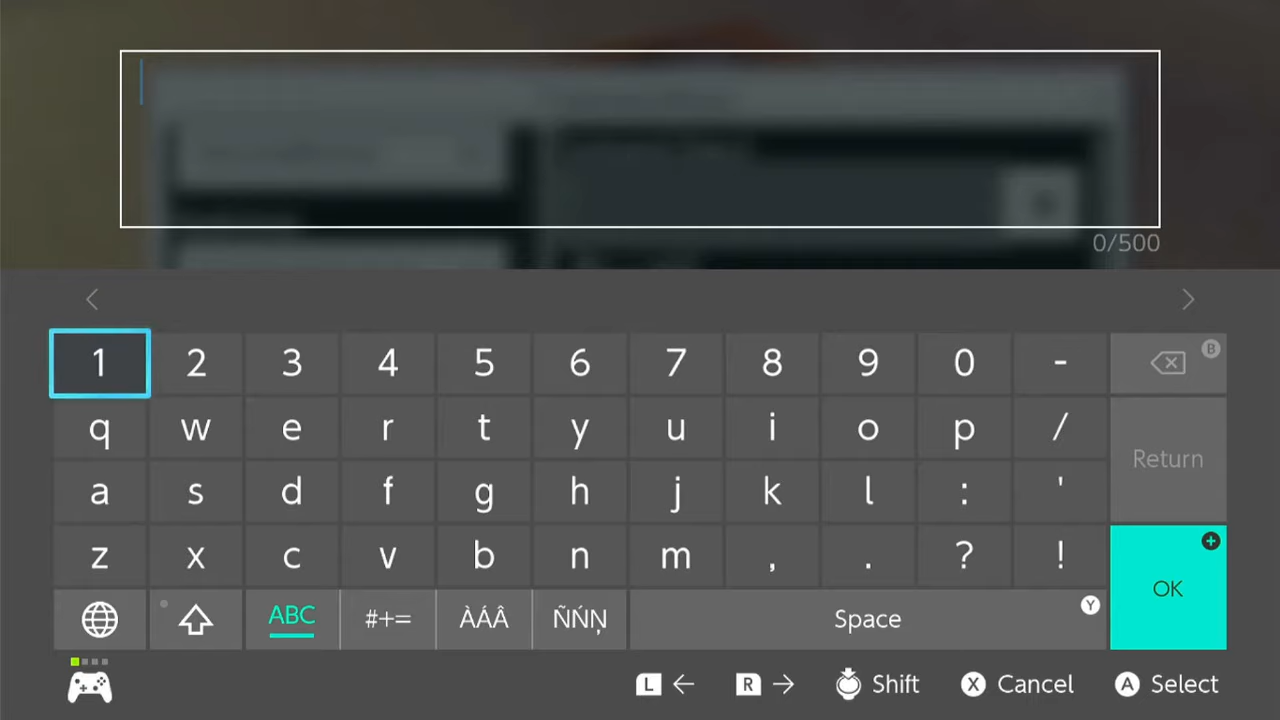 0/500
1 2 3 4 5 6 7 8 9 0 - B
q w e r t y u i o p /
Return
a s d f g h j k l : '
z x c v b n m , . ? ! +
OK
ABC #+= ÀÁÂ ÑŃŅ Space Y
L ← R → Shift X Cancel A Select